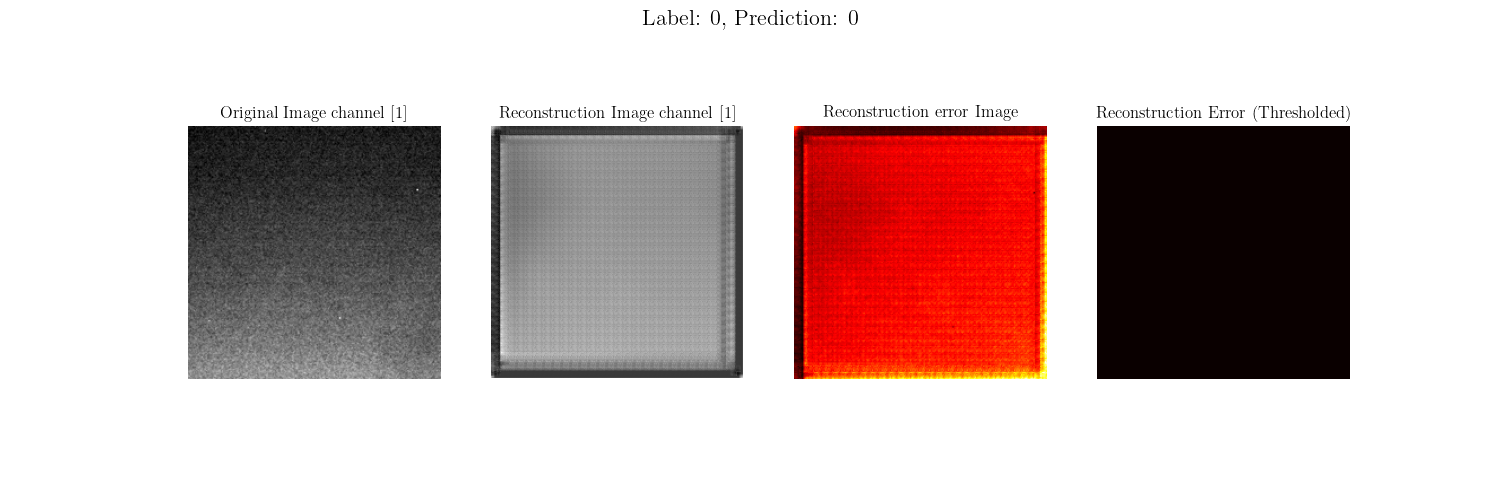 Label: 0, Prediction: 0
Original Image channel [1]
Reconstruction Image channel [1]
Reconstruction error Image
Reconstruction Error (Thresholded)